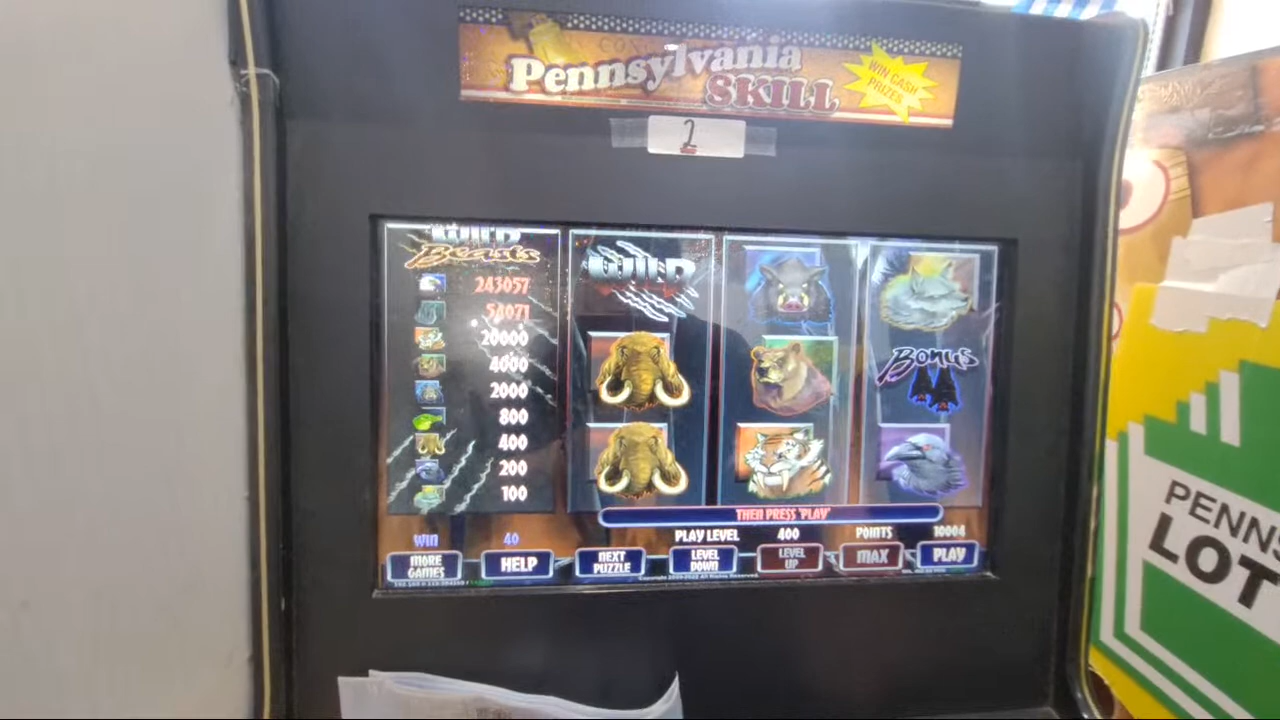 Pennsylvania
SKILL
WIN CASH
PRIZES
2
WILD
Beasts
243057
54071
20000
4000
2000
800
400
200
100
WILD
Bonus
THEN PRESS 'PLAY'
WIN 40
PLAY LEVEL 400
POINTS 10004
MORE
GAMES
HELP
NEXT
PUZZLE
LEVEL
DOWN
LEVEL
UP
MAX
PLAY
PENNS
LOT